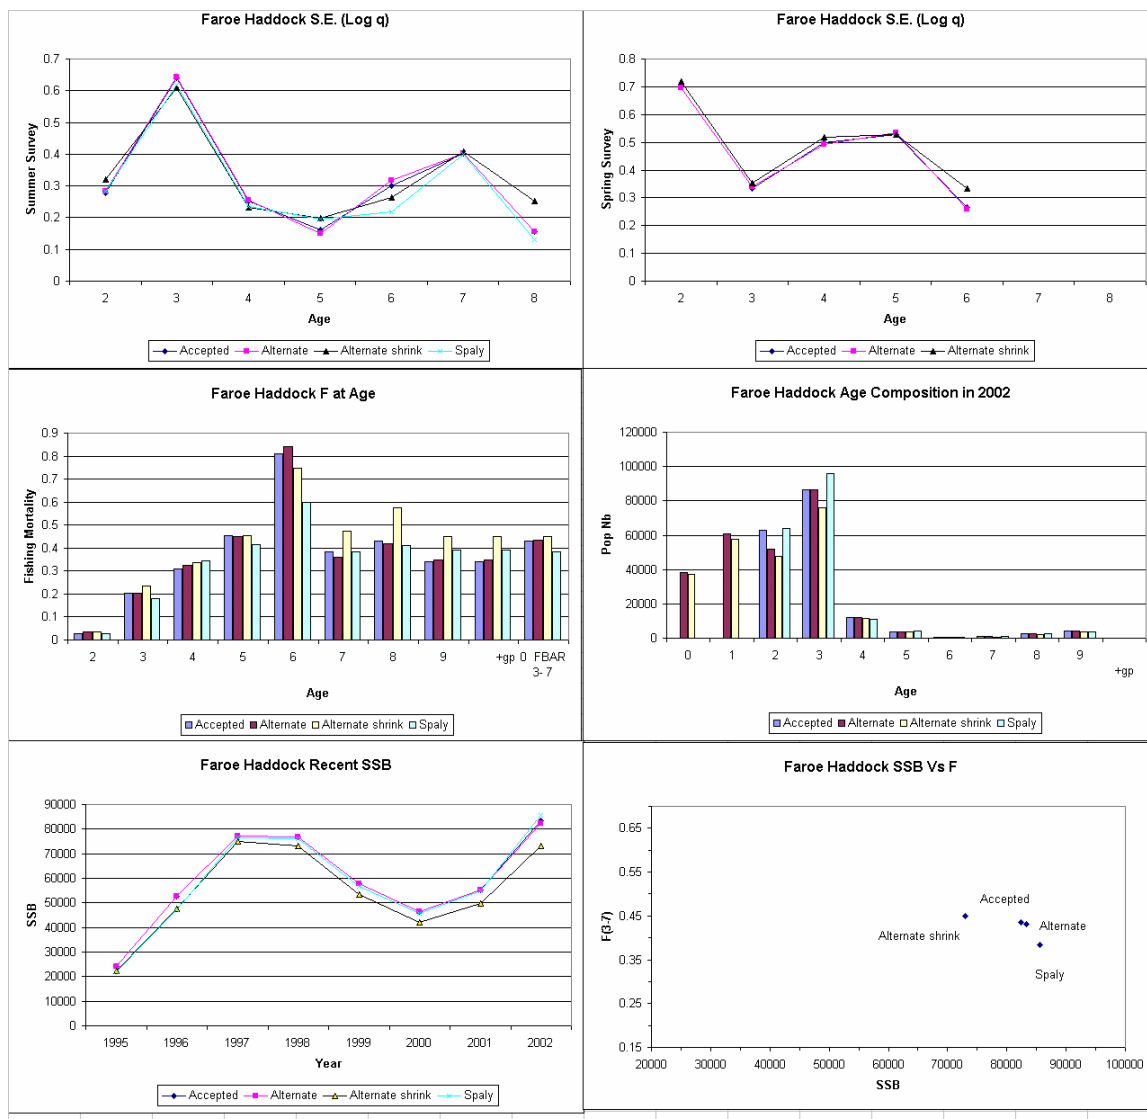 Faroe Haddock S.E. (Log q)
Summer Survey
0.7
0.6
0.5
0.4
0.3
0.2
0.1
0
2 3 4 5 6 7 8
Age
Accepted Alternate Alternate shrink Spaly
Faroe Haddock S.E. (Log q)
Spring Survey
0.8
0.7
0.6
0.5
0.4
0.3
0.2
0.1
0
2 3 4 5 6 7 8
Age
Accepted Alternate Alternate shrink
Faroe Haddock F at Age
Fishing Mortality
0.9
0.8
0.7
0.6
0.5
0.4
0.3
0.2
0.1
0
2 3 4 5 6 7 8 9 +gp 0 FBAR
3- 7
Age
Accepted Alternate Alternate shrink Spaly
Faroe Haddock Age Composition in 2002
Pop Nb
120000
100000
80000
60000
40000
20000
0
0 1 2 3 4 5 6 7 8 9
+gp
Age
Accepted Alternate Alternate shrink Spaly
Faroe Haddock Recent SSB
SSB
90000
80000
70000
60000
50000
40000
30000
20000
10000
0
1995 1996 1997 1998 1999 2000 2001 2002
Year
Accepted Alternate Alternate shrink Spaly
Faroe Haddock SSB Vs F
F(3-7)
0.65
0.55
0.45
0.35
0.25
0.15
Accepted
Alternate shrink
Alternate
Spaly
20000 30000 40000 50000 60000 70000 80000 90000 100000
SSB